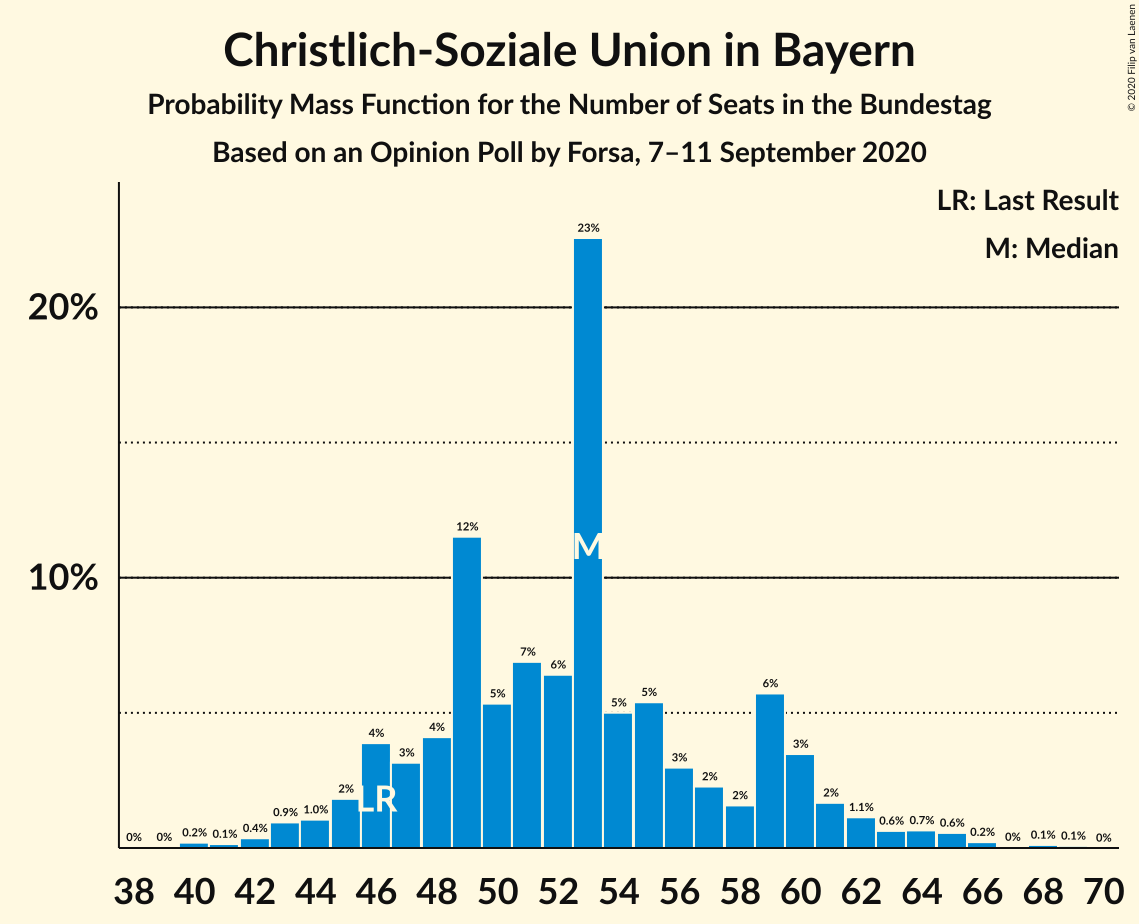 Christlich-Soziale Union in Bayern
Probability Mass Function for the Number of Seats in the Bundestag
Based on an Opinion Poll by Forsa, 7–11 September 2020
© 2020 Filip van Laenen
LR: Last Result
M: Median
20%
10%
0% 0% 0.2% 0.1% 0.4% 0.9% 1.0% 2% 4% 3% 4% 12% 5% 7% 6% 23% 5% 5% 3% 2% 2% 6% 3% 2% 1.1% 0.6% 0.7% 0.6% 0.2% 0% 0.1% 0.1% 0%
LR
M
38 40 42 44 46 48 50 52 54 56 58 60 62 64 66 68 70